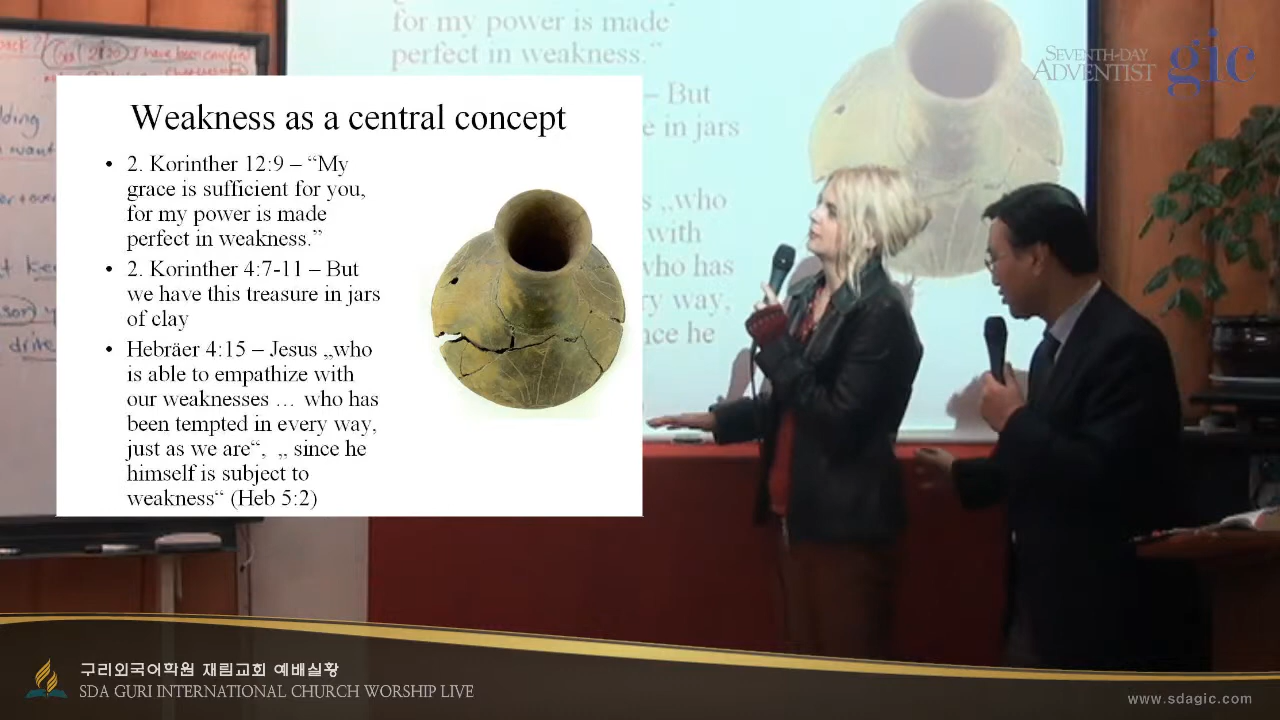 Weakness as a central concept
• 2. Korinther 12:9 – “My
grace is sufficient for you,
for my power is made
perfect in weakness.”
• 2. Korinther 4:7-11 – But
we have this treasure in jars
of clay
• Hebräer 4:15 – Jesus „who
is able to empathize with
our weaknesses … who has
been tempted in every way,
just as we are“, „ since he
himself is subject to
weakness“ (Heb 5:2)
for my power is made
perfect in weakness.”
– But
e in jars
s „who
with
who has
ry way,
nce he
SEVENTH-DAY
ADVENTIST
gic
구리외국어학원 재림교회 예배실황
SDA GURI INTERNATIONAL CHURCH WORSHIP LIVE
www.sdagic.com